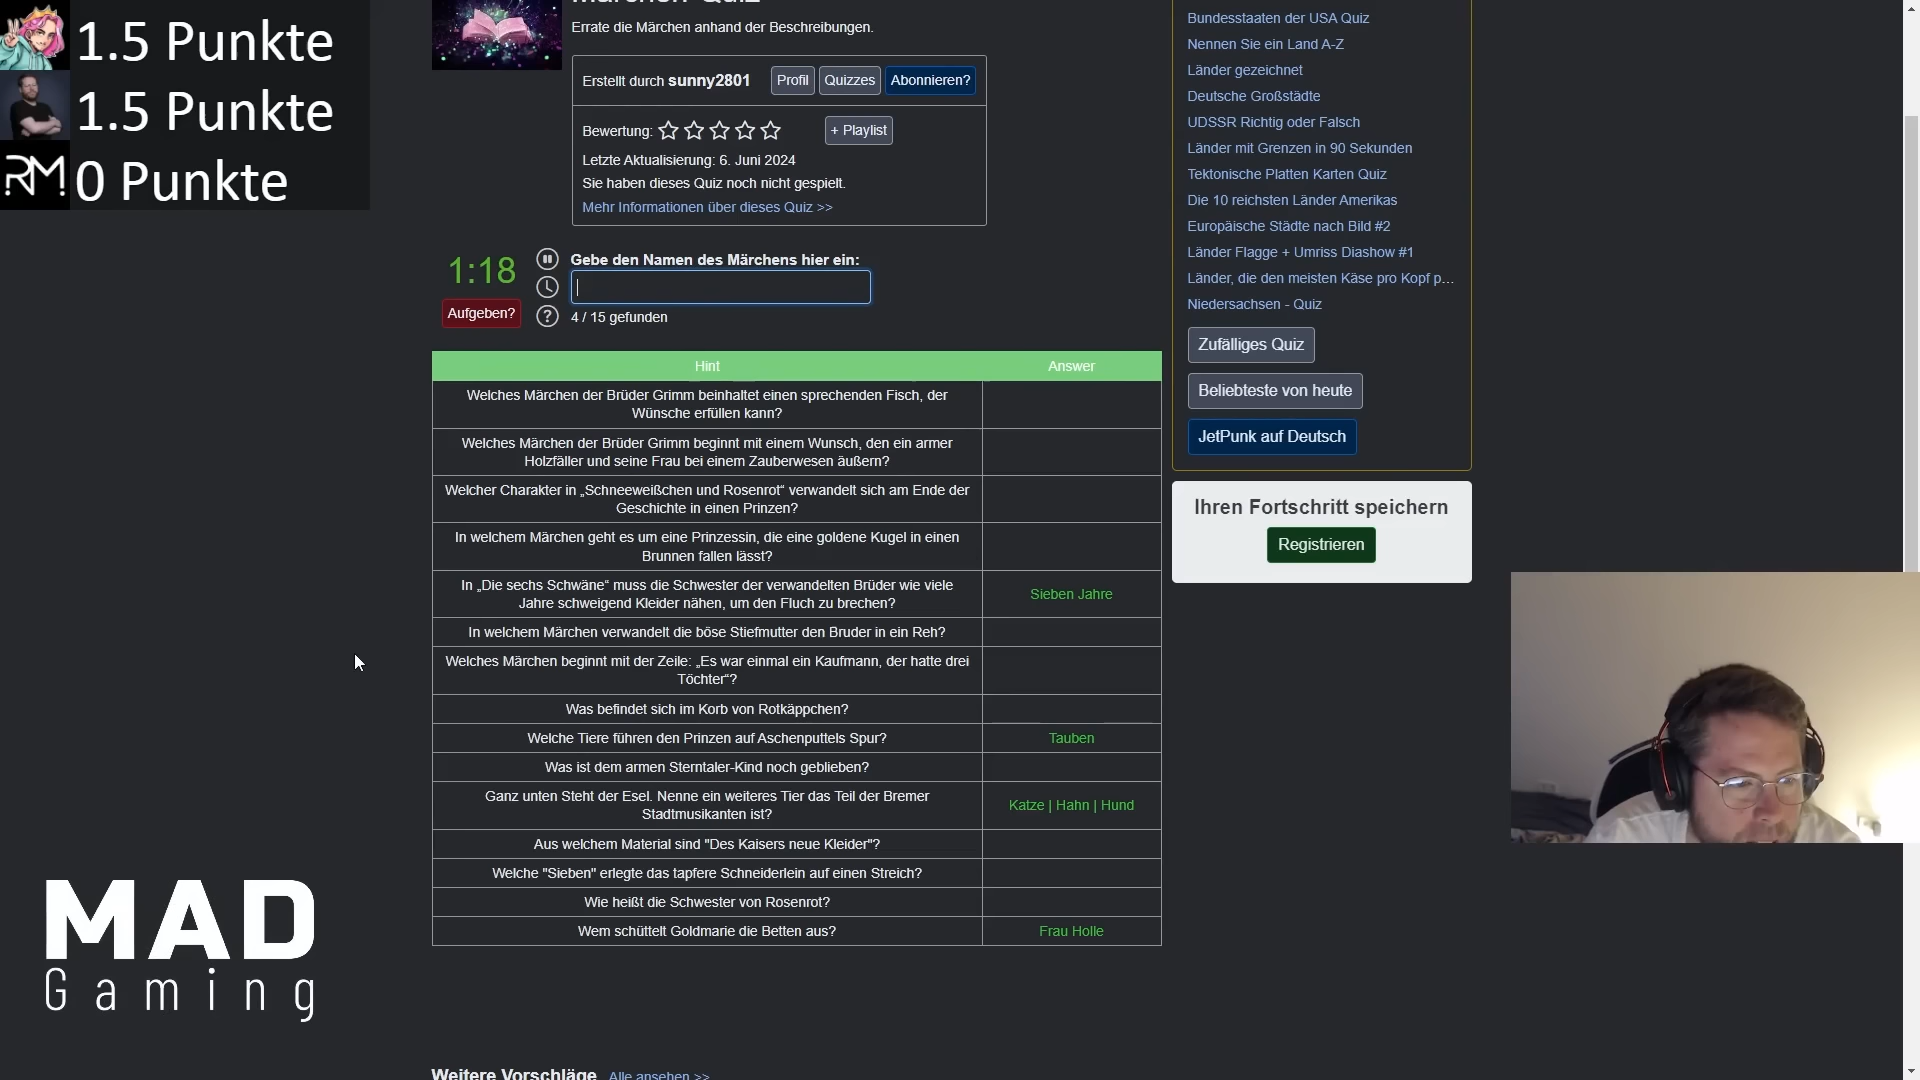 1.5 Punkte
1.5 Punkte
RM 0 Punkte
Errate die Märchen anhand der Beschreibungen.
Erstellt durch sunny2801 Profil Quizzes Abonnieren?
Bewertung: + Playlist
Letzte Aktualisierung: 6. Juni 2024
Sie haben dieses Quiz noch nicht gespielt.
Mehr Informationen über dieses Quiz >>
1:18
Aufgeben?
Gebe den Namen des Märchens hier ein:
4 / 15 gefunden
Hint Answer
Welches Märchen der Brüder Grimm beinhaltet einen sprechenden Fisch, der
Wünsche erfüllen kann?
Welches Märchen der Brüder Grimm beginnt mit einem Wunsch, den ein armer
Holzfäller und seine Frau bei einem Zauberwesen äußern?
Welcher Charakter in „Schneeweißchen und Rosenrot“ verwandelt sich am Ende der
Geschichte in einen Prinzen?
In welchem Märchen geht es um eine Prinzessin, die eine goldene Kugel in einen
Brunnen fallen lässt?
In „Die sechs Schwäne“ muss die Schwester der verwandelten Brüder wie viele
Jahre schweigend Kleider nähen, um den Fluch zu brechen?
Sieben Jahre
In welchem Märchen verwandelt die böse Stiefmutter den Bruder in ein Reh?
Welches Märchen beginnt mit der Zeile: „Es war einmal ein Kaufmann, der hatte drei
Töchter“?
Was befindet sich im Korb von Rotkäppchen?
Welche Tiere führen den Prinzen auf Aschenputtels Spur? Tauben
Was ist dem armen Sterntaler-Kind noch geblieben?
Ganz unten Steht der Esel. Nenne ein weiteres Tier das Teil der Bremer
Stadtmusikanten ist?
Katze | Hahn | Hund
Aus welchem Material sind "Des Kaisers neue Kleider"?
Welche "Sieben" erlegte das tapfere Schneiderlein auf einen Streich?
Wie heißt die Schwester von Rosenrot?
Wem schüttelt Goldmarie die Betten aus? Frau Holle
Weitere Vorschläge Alle ansehen >>
Bundesstaaten der USA Quiz
Nennen Sie ein Land A-Z
Länder gezeichnet
Deutsche Großstädte
UDSSR Richtig oder Falsch
Länder mit Grenzen in 90 Sekunden
Tektonische Platten Karten Quiz
Die 10 reichsten Länder Amerikas
Europäische Städte nach Bild #2
Länder Flagge + Umriss Diashow #1
Länder, die den meisten Käse pro Kopf p...
Niedersachsen - Quiz
Zufälliges Quiz
Beliebteste von heute
JetPunk auf Deutsch
Ihren Fortschritt speichern
Registrieren
MAD
Gaming